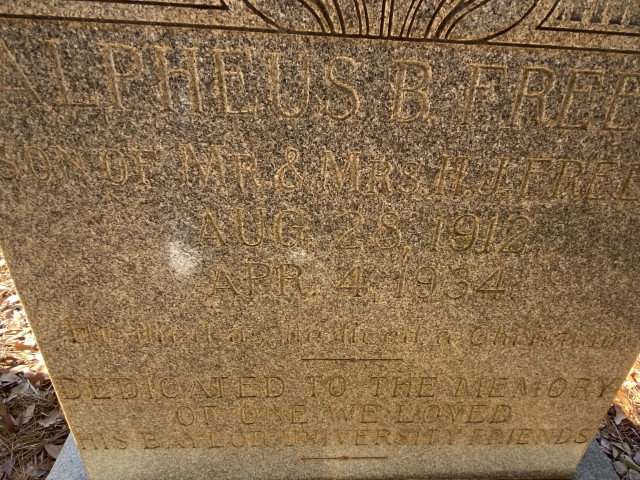 ALPHEUS B. FREE
SON OF MR. & MRS. H. J. FREE
AUG. 28, 1912
APR. 4, 1934
He died as he lived a Christian
DEDICATED TO THE MEMORY
OF ONE WE LOVED
HIS BAYLOR UNIVERSITY FRIENDS